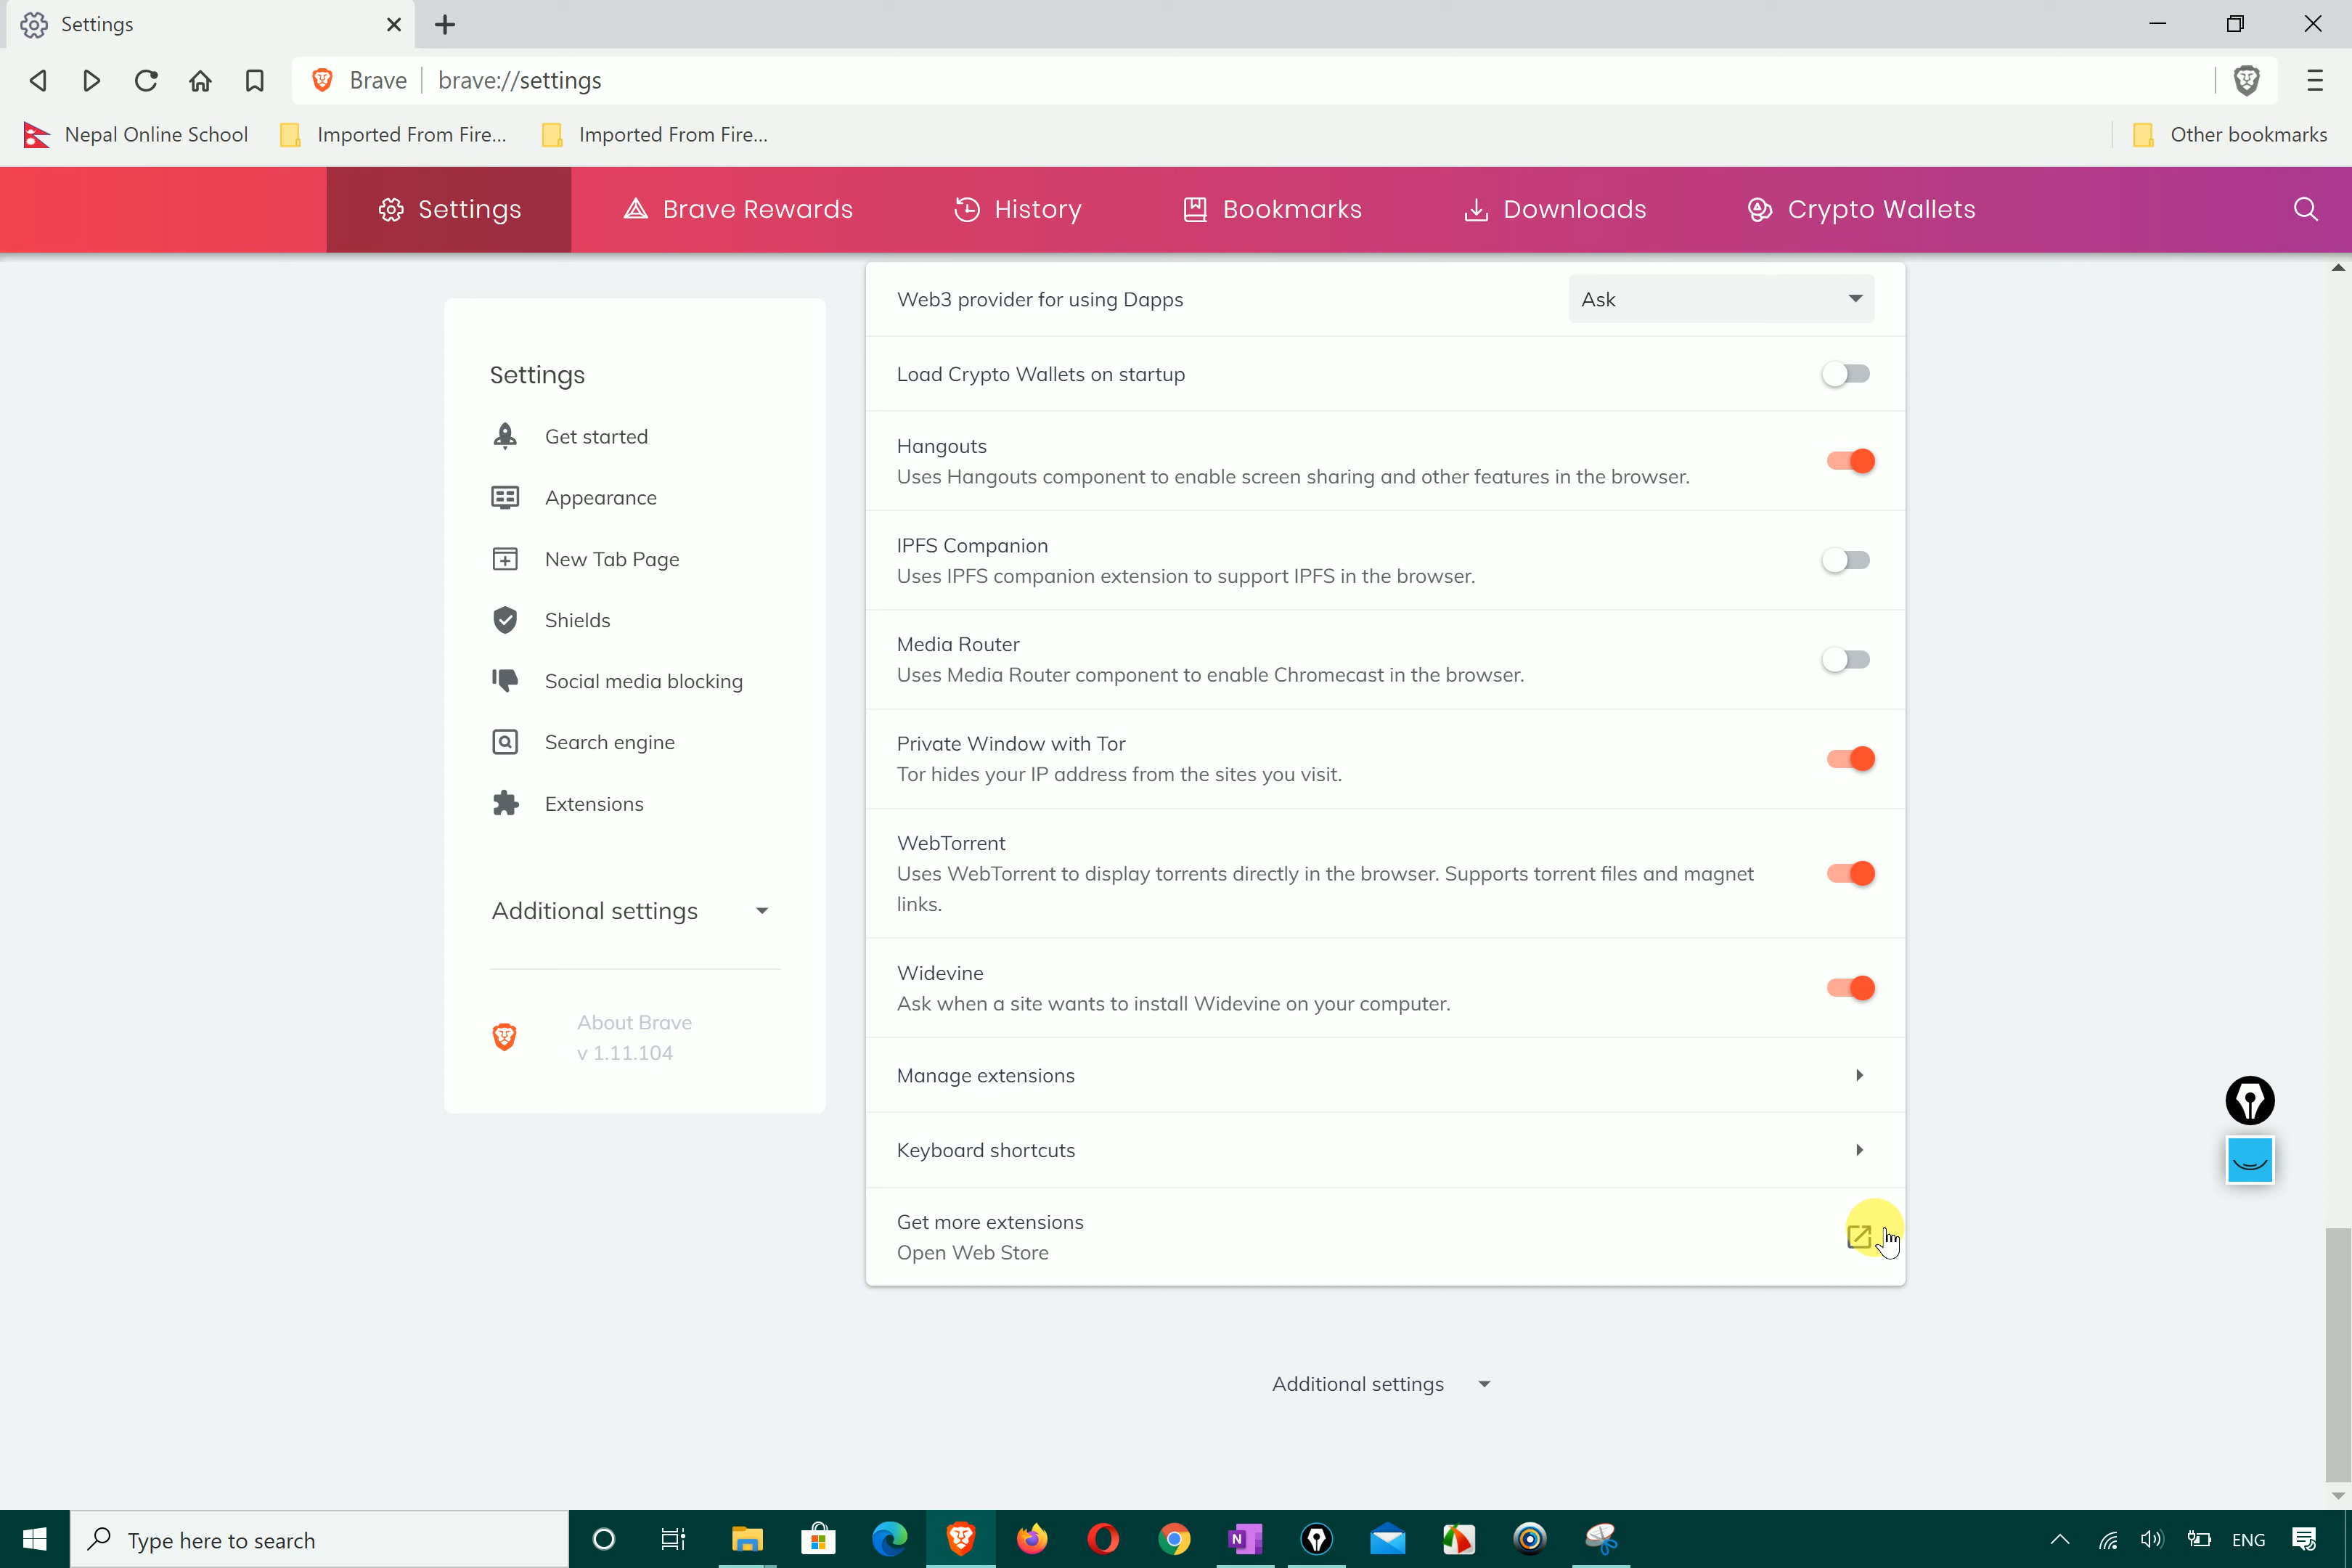 Settings
Brave
brave://settings
Nepal Online School
Imported From Fire...
Imported From Fire...
Other bookmarks
Settings
Brave Rewards
History
Bookmarks
Downloads
Crypto Wallets
Settings
Get started
Appearance
New Tab Page
Shields
Social media blocking
Search engine
Extensions
Additional settings
About Brave
v 1.11.104
Web3 provider for using Dapps
Ask
Load Crypto Wallets on startup
Hangouts
Uses Hangouts component to enable screen sharing and other features in the browser.
IPFS Companion
Uses IPFS companion extension to support IPFS in the browser.
Media Router
Uses Media Router component to enable Chromecast in the browser.
Private Window with Tor
Tor hides your IP address from the sites you visit.
WebTorrent
Uses WebTorrent to display torrents directly in the browser. Supports torrent files and magnet
links.
Widevine
Ask when a site wants to install Widevine on your computer.
Manage extensions
Keyboard shortcuts
Get more extensions
Open Web Store
Additional settings
Type here to search
ENG